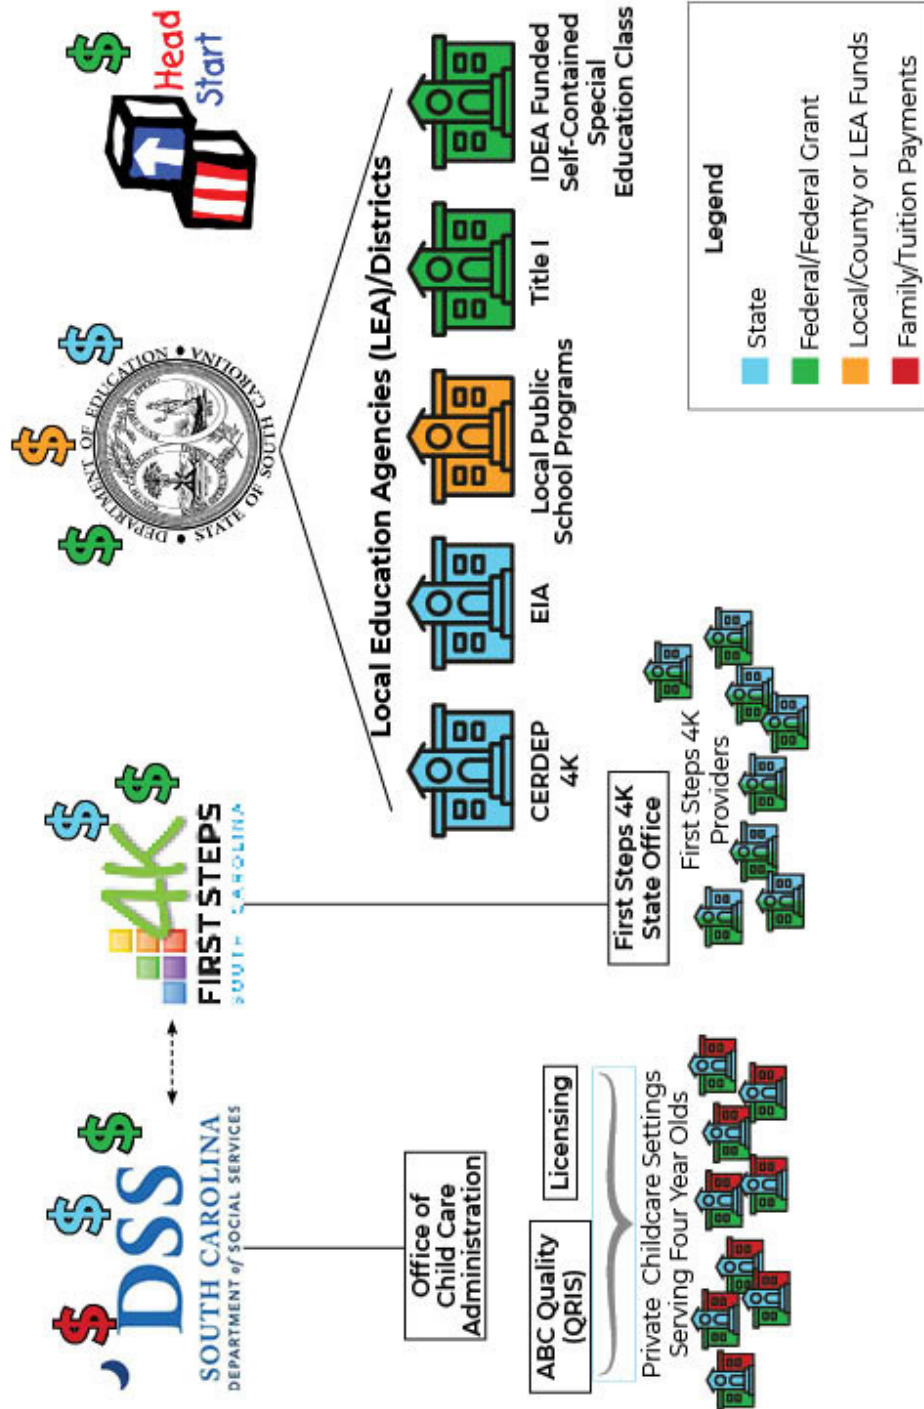 $ $ $
DSS
SOUTH CAROLINA
DEPARTMENT of SOCIAL SERVICES
$ $
4K
FIRST STEPS
SOUTH CAROLINA
$ $ $
DEPARTMENT OF EDUCATION • STATE OF SOUTH CAROLINA •
$
Head
Start
Office of
Child Care
Administration
ABC Quality
(QRIS)
Licensing
Private Childcare Settings
Serving Four Year Olds
First Steps 4K
State Office
First Steps 4K
Providers
Local Education Agencies (LEA)/Districts
CERDEP
4K
EIA
Local Public
School Programs
Title I
IDEA Funded
Self-Contained
Special
Education Class
Legend
State
Federal/Federal Grant
Local/County or LEA Funds
Family/Tuition Payments